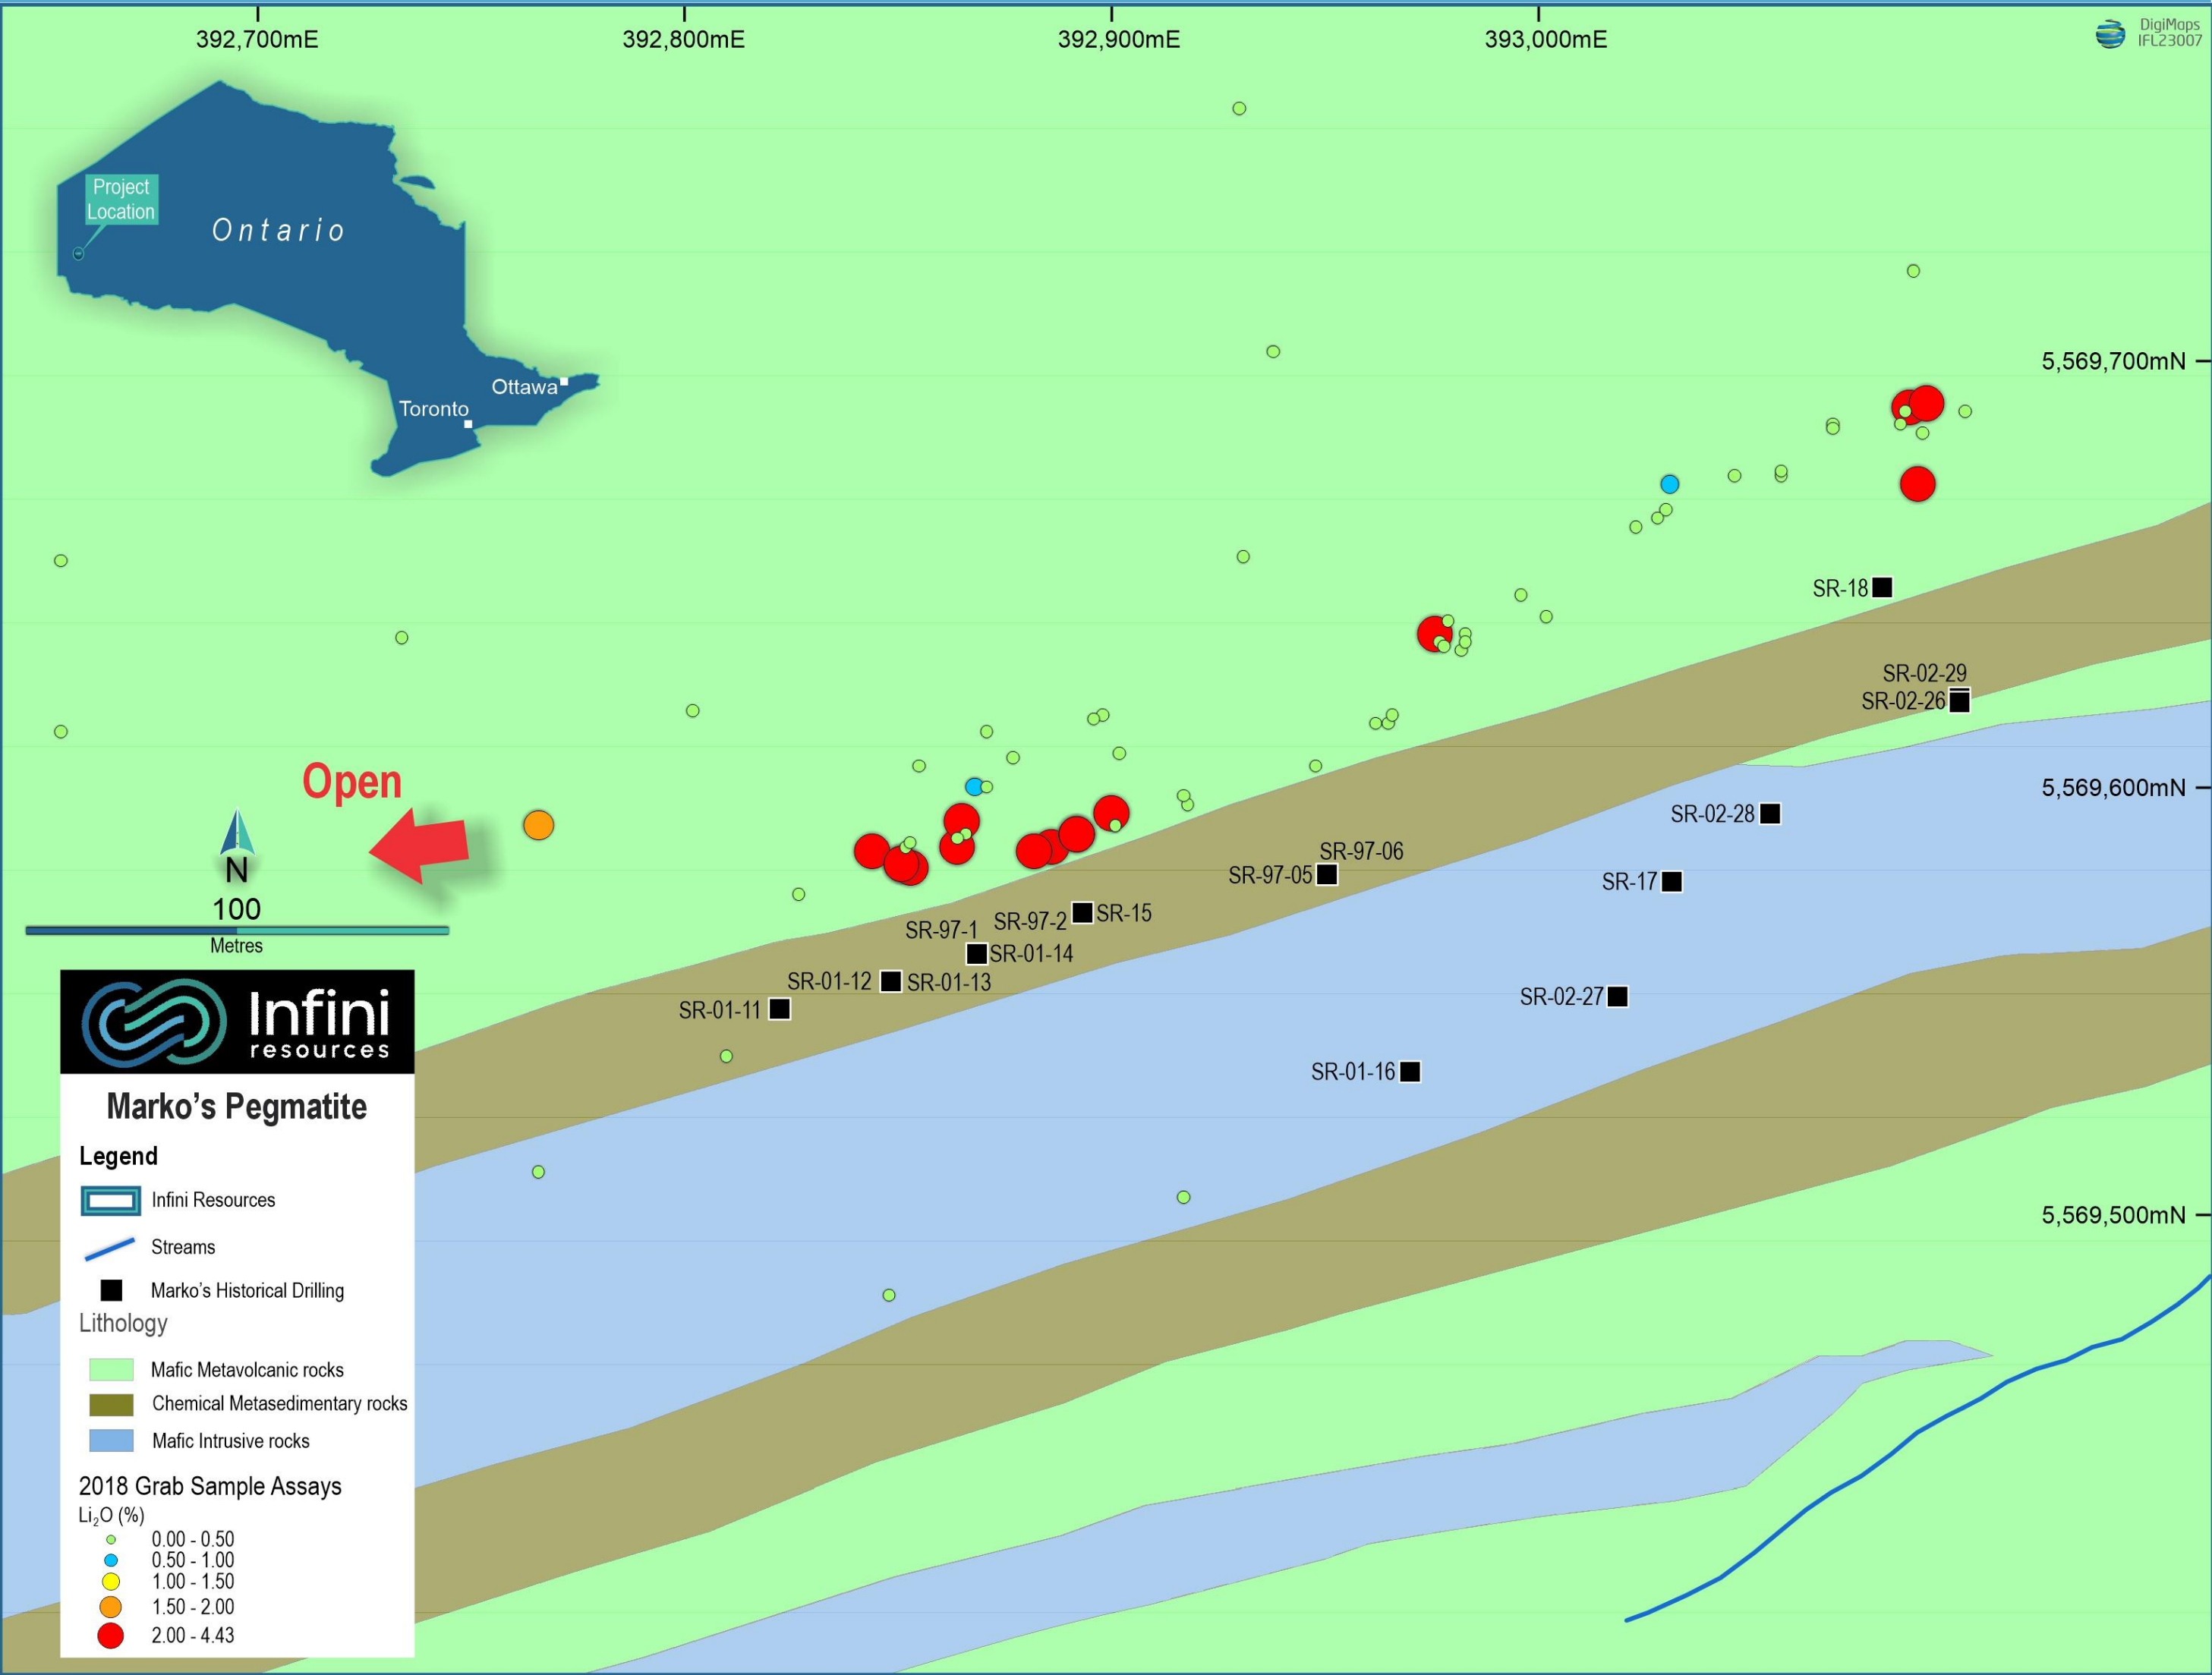 392,700mE
392,800mE
392,900mE
393,000mE
DigiMaps
IFL23007
Project
Location
Ontario
Ottawa
Toronto
5,569,700mN
SR-18
SR-02-29
SR-02-26
Open
5,569,600mN
SR-02-28
SR-97-06
SR-97-05
SR-17
N
100
Metres
SR-97-1
SR-97-2
SR-15
SR-01-14
SR-01-12
SR-01-13
SR-01-11
SR-02-27
SR-01-16
5,569,500mN
Infini
resources
Marko's Pegmatite
Legend
Infini Resources
Streams
Marko's Historical Drilling
Lithology
Mafic Metavolcanic rocks
Chemical Metasedimentary rocks
Mafic Intrusive rocks
2018 Grab Sample Assays
Li₂O (%)
0.00 - 0.50
0.50 - 1.00
1.00 - 1.50
1.50 - 2.00
2.00 - 4.43